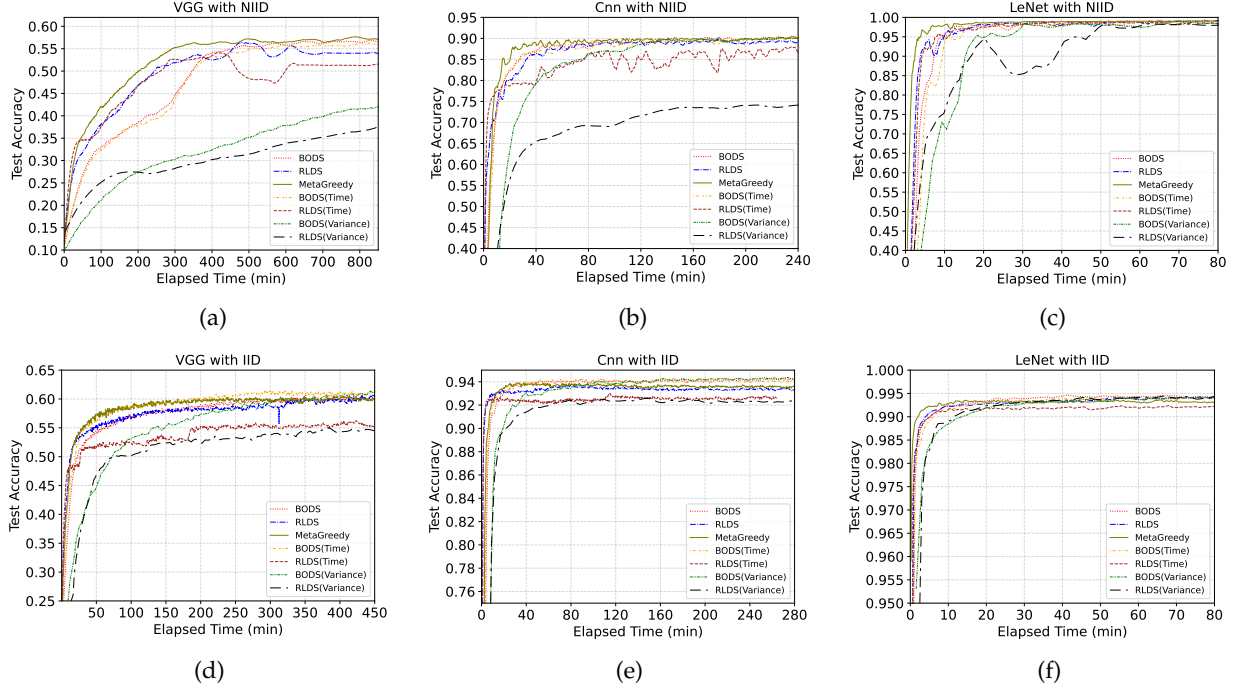 VGG with NIID
Test Accuracy
0.60
0.55
0.50
0.45
0.40
0.35
0.30
0.25
0.20
0.15
0.10
BODS
RLDS
MetaGreedy
BODS(Time)
RLDS(Time)
BODS(Variance)
RLDS(Variance)
0 100 200 300 400 500 600 700 800
Elapsed Time (min)
(a)
Cnn with NIID
Test Accuracy
0.95
0.90
0.85
0.80
0.75
0.70
0.65
0.60
0.55
0.50
0.45
0.40
BODS
RLDS
MetaGreedy
BODS(Time)
RLDS(Time)
BODS(Variance)
RLDS(Variance)
0 40 80 120 160 200 240
Elapsed Time (min)
(b)
LeNet with NIID
Test Accuracy
1.00
0.95
0.90
0.85
0.80
0.75
0.70
0.65
0.60
0.55
0.50
0.45
0.40
BODS
RLDS
MetaGreedy
BODS(Time)
RLDS(Time)
BODS(Variance)
RLDS(Variance)
0 10 20 30 40 50 60 70 80
Elapsed Time (min)
(c)
VGG with IID
Test Accuracy
0.65
0.60
0.55
0.50
0.45
0.40
0.35
0.30
0.25
BODS
RLDS
MetaGreedy
BODS(Time)
RLDS(Time)
BODS(Variance)
RLDS(Variance)
50 100 150 200 250 300 350 400 450
Elapsed Time (min)
(d)
Cnn with IID
Test Accuracy
0.94
0.92
0.90
0.88
0.86
0.84
0.82
0.80
0.78
0.76
BODS
RLDS
MetaGreedy
BODS(Time)
RLDS(Time)
BODS(Variance)
RLDS(Variance)
0 40 80 120 160 200 240 280
Elapsed Time (min)
(e)
LeNet with IID
Test Accuracy
1.000
0.995
0.990
0.985
0.980
0.975
0.970
0.965
0.960
0.955
0.950
BODS
RLDS
MetaGreedy
BODS(Time)
RLDS(Time)
BODS(Variance)
RLDS(Variance)
0 10 20 30 40 50 60 70 80
Elapsed Time (min)
(f)